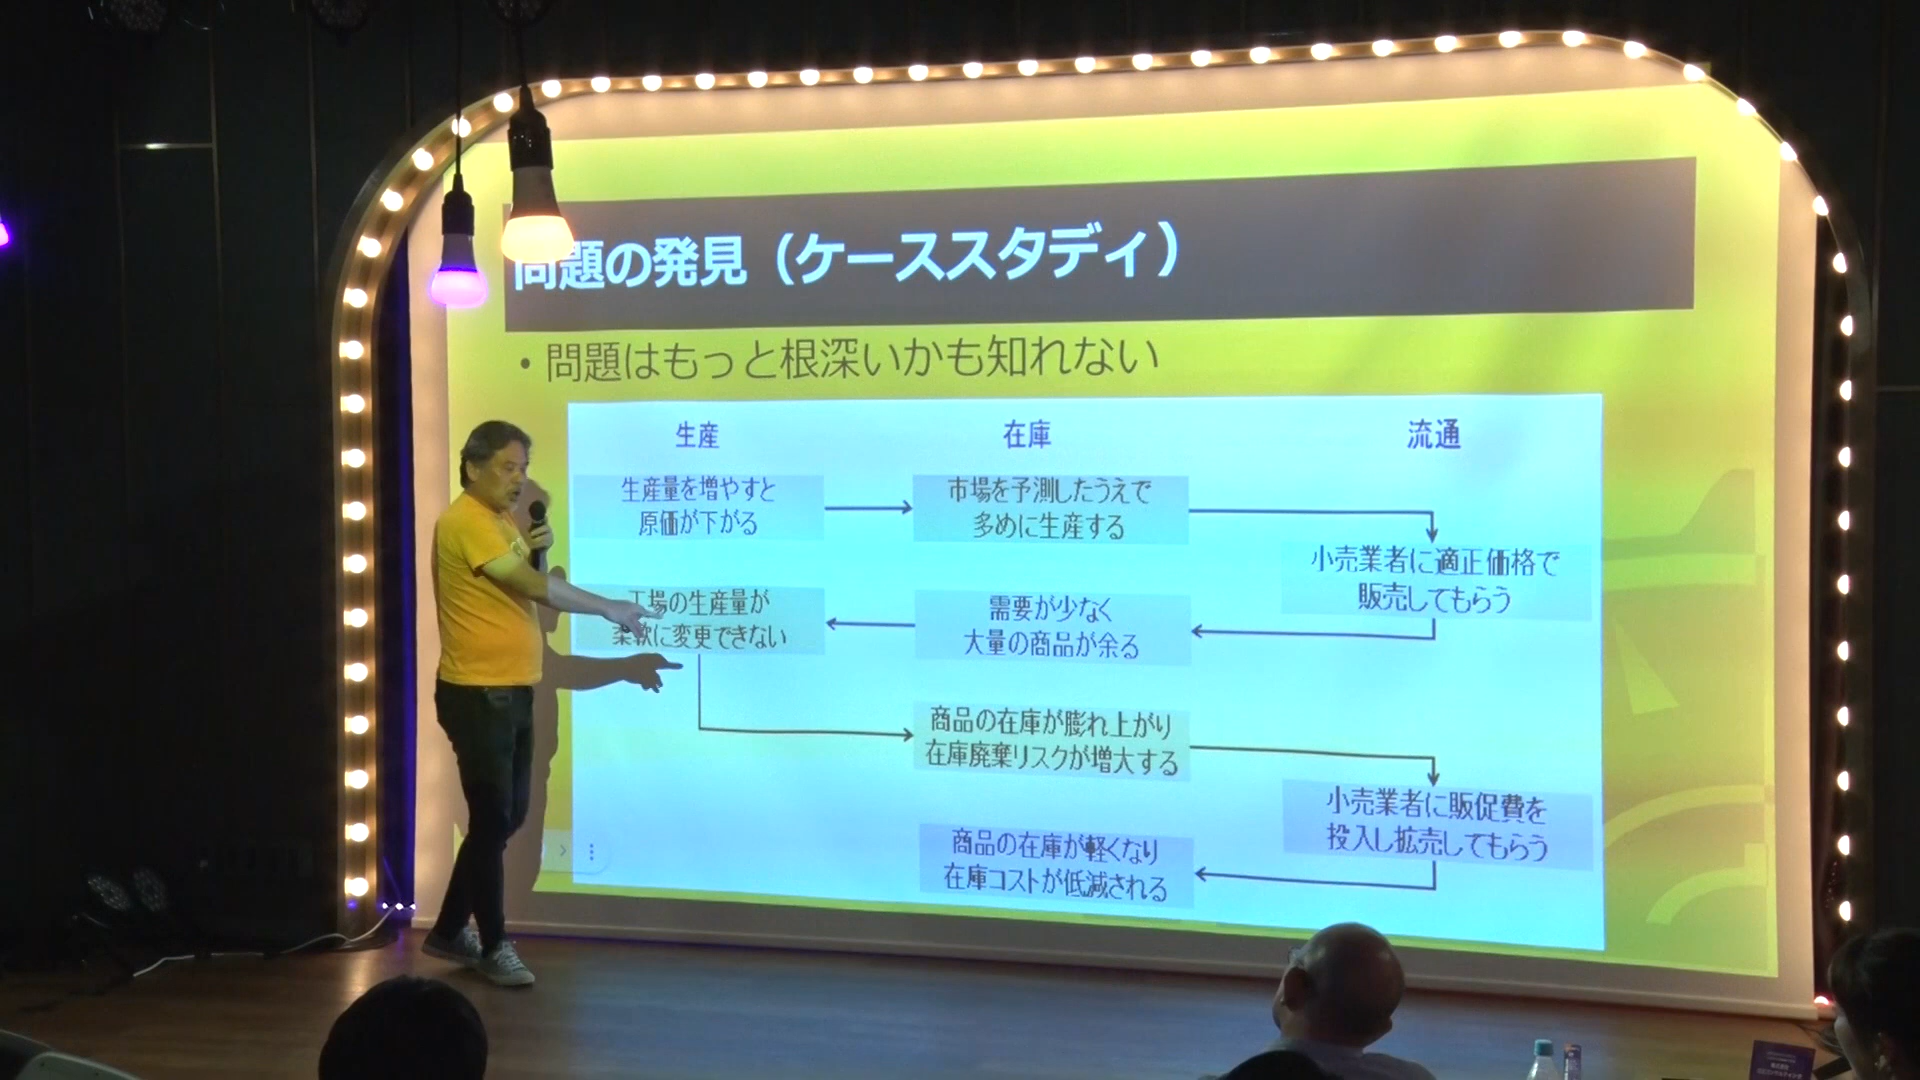 問題の発見（ケーススタディ）
・問題はもっと根深いかも知れない
生産
在庫
流通
生産量を増やすと
原価が下がる
市場を予測したうえで
多めに生産する
小売業者に適正価格で
販売してもらう
需要が少なく
大量の商品が余る
工場の生産量が
柔軟に変更できない
商品の在庫が膨れ上がり
在庫廃棄リスクが増大する
小売業者に販促費を
投入し拡売してもらう
商品の在庫が軽くなり
在庫コストが低減される